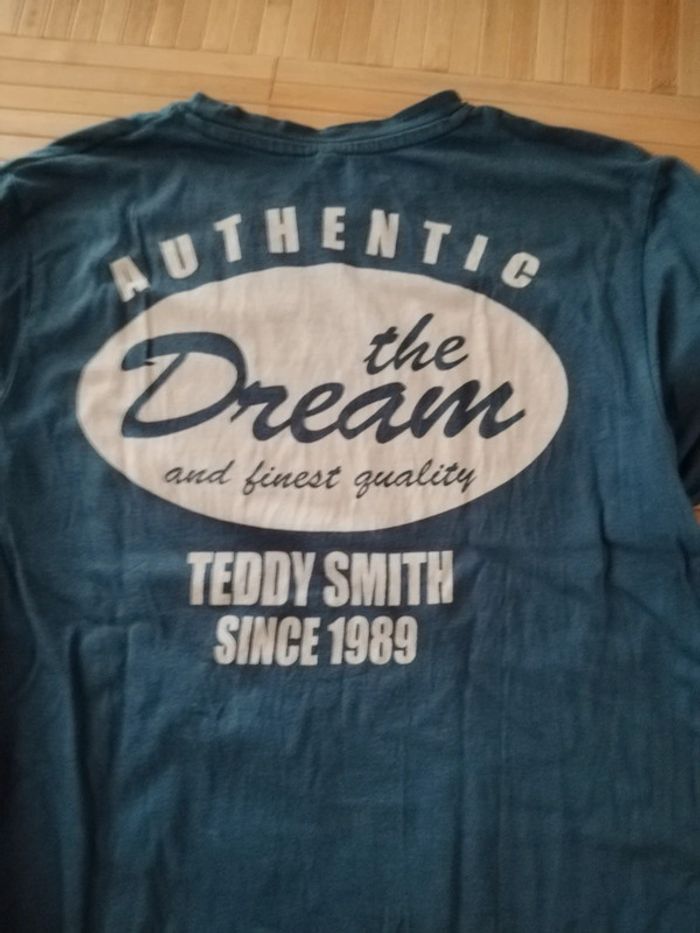 AUTHENTIC
the
Dream
and finest quality
TEDDY SMITH
SINCE 1989